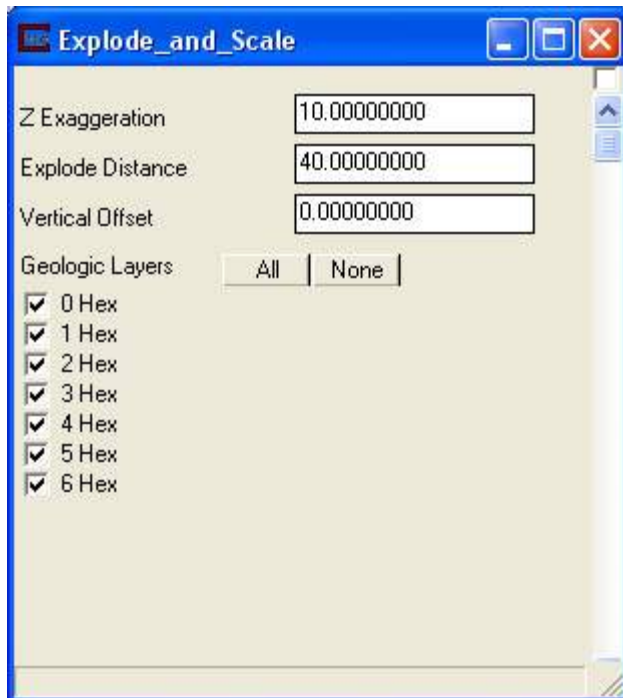 Explode_and_Scale
Z Exaggeration 10.00000000
Explode Distance 40.00000000
Vertical Offset 0.00000000
Geologic Layers All None
0 Hex
1 Hex
2 Hex
3 Hex
4 Hex
5 Hex
6 Hex